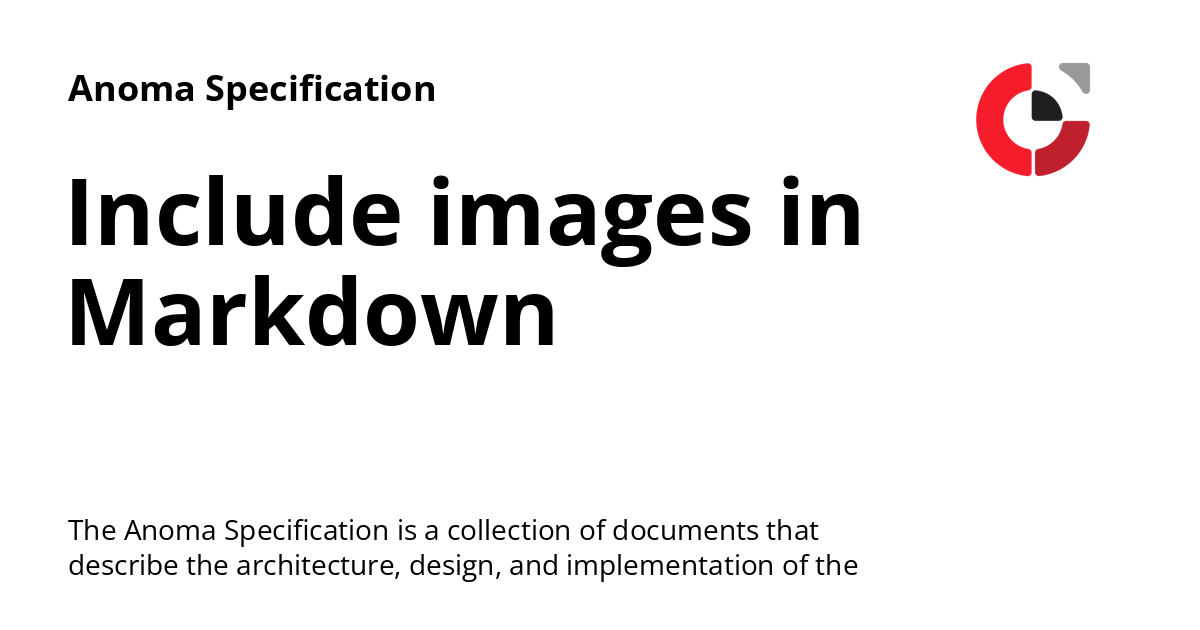 Anoma Specification
Include images in
Markdown
The Anoma Specification is a collection of documents that
describe the architecture, design, and implementation of the